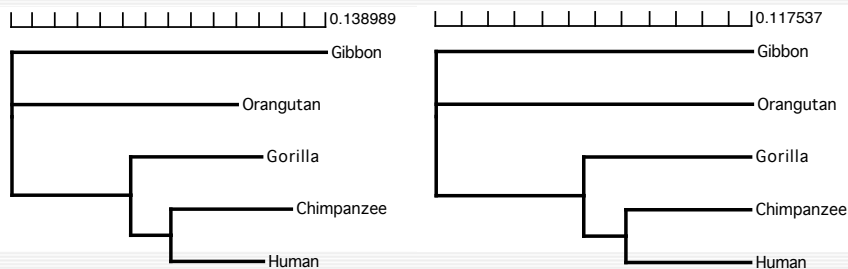 0.138989
Gibbon
Orangutan
Gorilla
Chimpanzee
Human
0.117537
Gibbon
Orangutan
Gorilla
Chimpanzee
Human